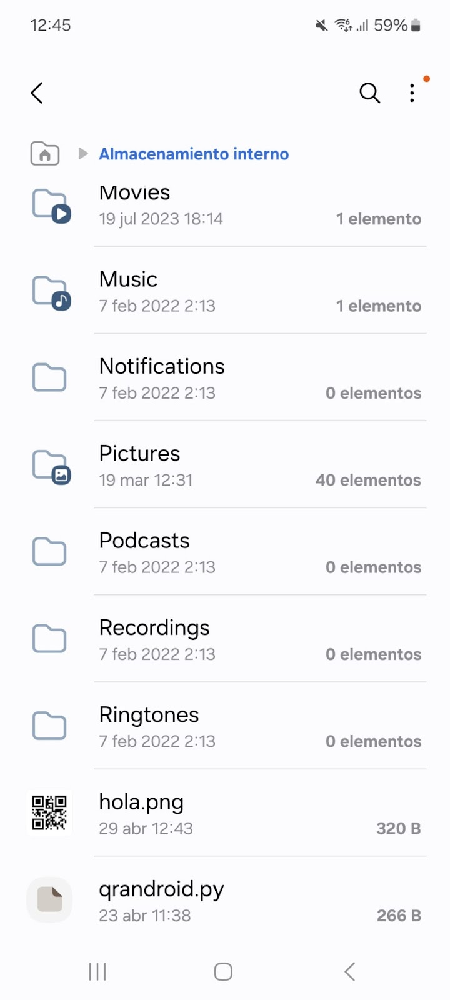 12:45
59%
Almacenamiento interno
Movies
19 jul 2023 18:14
1 elemento
Music
7 feb 2022 2:13
1 elemento
Notifications
7 feb 2022 2:13
0 elementos
Pictures
19 mar 12:31
40 elementos
Podcasts
7 feb 2022 2:13
0 elementos
Recordings
7 feb 2022 2:13
0 elementos
Ringtones
7 feb 2022 2:13
0 elementos
hola.png
29 abr 12:43
320 B
qrandroid.py
23 abr 11:38
266 B